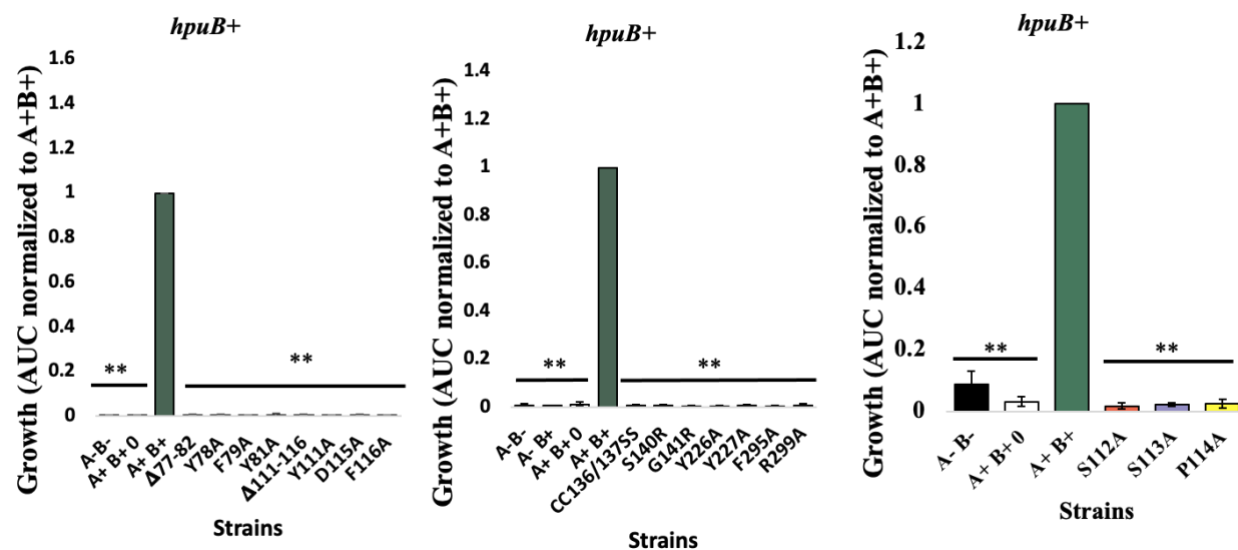 hpuB+
Growth (AUC normalized to A+B+)
1.6
1.4
1.2
1
0.8
0.6
0.4
0.2
0
**
**
A-B-
A+ B+ 0
A+ B+
Δ77-82
Y78A
F79A
Y81A
Δ11-116
Y111A
D115A
F116A
Strains
hpuB+
Growth (AUC normalized to A+B+)
1.4
1.2
1
0.8
0.6
0.4
0.2
0
**
**
A-B-
A-B+
A+ B+ 0
A+ B+
CC136/137SS
S140R
G141R
Y226A
Y227A
F295A
R299A
Strains
hpuB+
Growth (AUC normalized to A+B+)
1.2
1
0.8
0.6
0.4
0.2
0
**
**
A- B-
A+ B+ 0
A+ B+
S112A
S113A
P114A
Strains